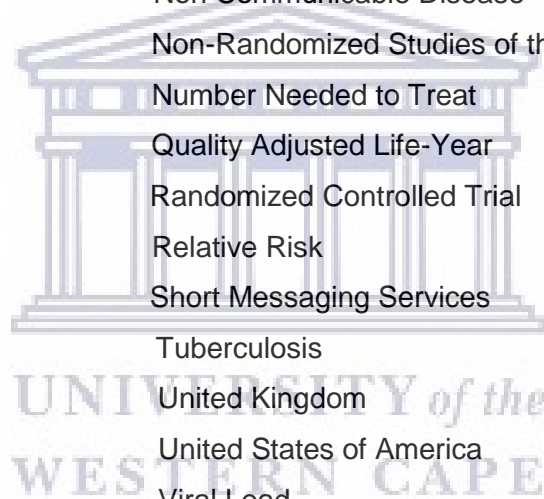 Non-Randomized Studies of th
Number Needed to Treat
Quality Adjusted Life-Year
Randomized Controlled Trial
Relative Risk
Short Messaging Services
Tuberculosis
UNIVERSITY of the
United Kingdom
United States of America
WESTERN CAPE